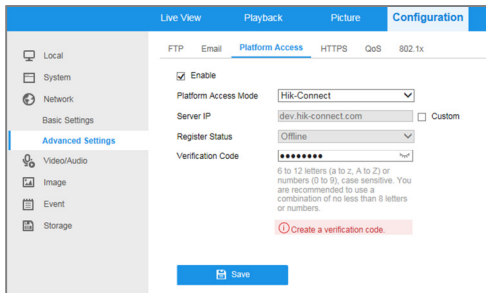 Live View Playback Picture Configuration
FTP Email Platform Access HTTPS QoS 802.1x
Local
System
Network
Basic Settings
Advanced Settings
Video/Audio
Image
Event
Storage
Enable
Platform Access Mode Hik-Connect
Server IP dev.hik-connect.com Custom
Register Status Offline
Verification Code ●●●●●●●●
6 to 12 letters (a to z, A to Z) or
numbers (0 to 9), case sensitive. You
are recommended to use a
combination of no less than 8 letters
or numbers.
Create a verification code.
Save